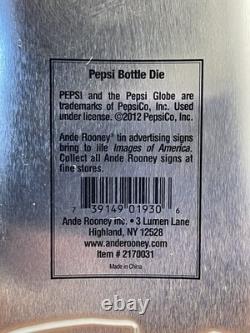 Pepsi Bottle Die
PEPSI and the Pepsi Globe are
trademarks of PepsiCo, Inc. Used
under license. ©2012 PepsiCo, Inc.
Ande Rooney® tin advertising signs
bring to life Images of America.
Collect all Ande Rooney signs at
fine stores.
7 39149 01930 6
Ande Rooney inc. • 3 Lumen Lane
Highland, NY 12528
www.anderooney.com
Item # 2170031
Made in China